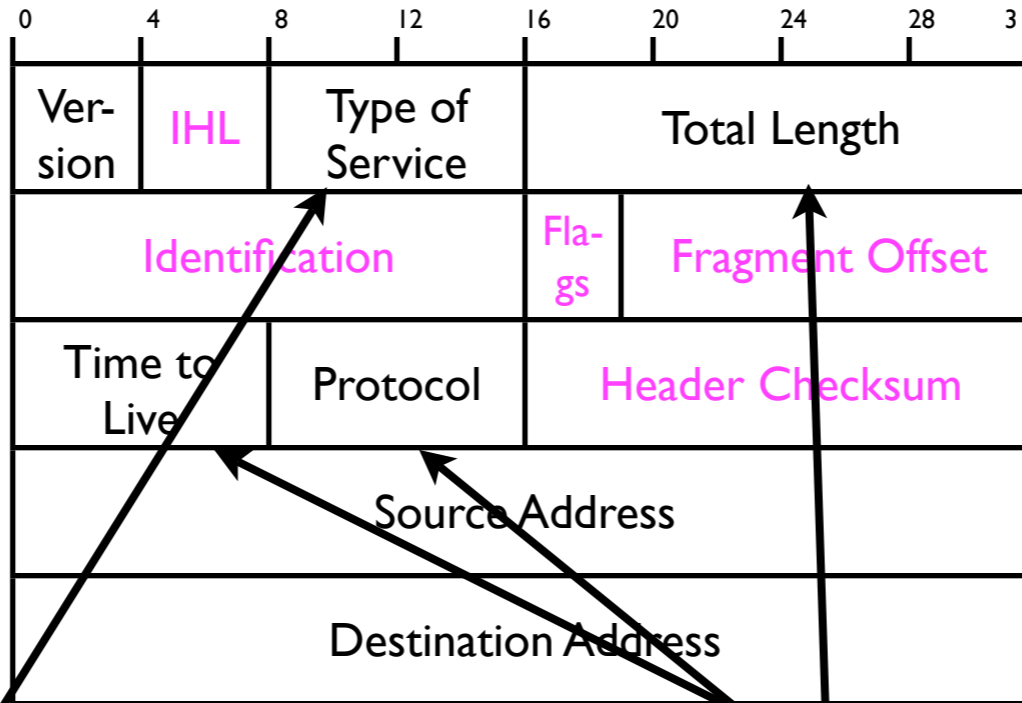 0 4 8 12 16 20 24 28 3
Ver-
sion
IHL
Type of
Service
Total Length
Identification
Fla-
gs
Fragment Offset
Time to
Live
Protocol
Header Checksum
Source Address
Destination Address